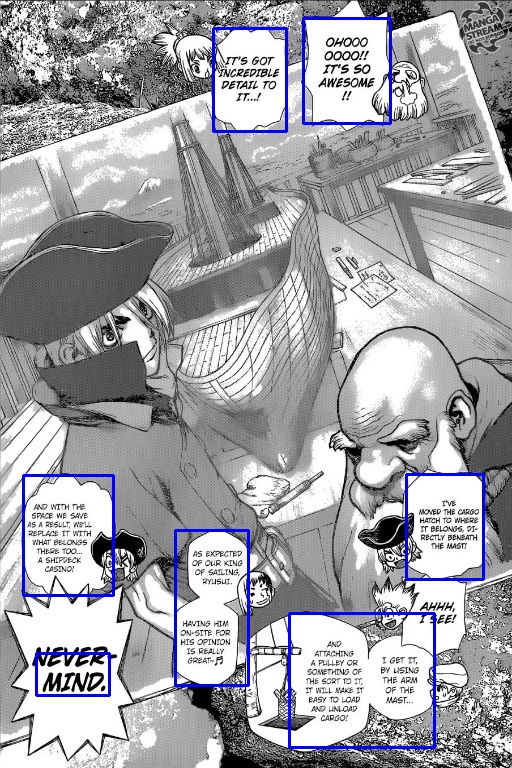 OHOOO
OOOO!!
IT'S SO
AWESOME
!!
IT'S GOT
INCREDIBLE
DETAIL TO
IT...!
MANGA
STREAM
I'VE
MOVED THE CARGO
HATCH TO WHERE
IT BELONGS, DI-
RECTLY BENEATH
THE MAST!
AND WITH THE
SPACE WE SAVE
AS A RESULT, WE'LL
REPLACE IT WITH
WHAT BELONGS
THERE TOO...
A SHIPDECK
CASINO!
AS EXPECTED
OF OUR KING
OF SAILING,
RYUSUI.
HAVING HIM
ON-SITE FOR
HIS OPINION
IS REALLY
GREAT~♫
AHHH,
I SEE!
I GET IT,
BY USING
THE ARM
OF THE
MAST...
AND
ATTACHING
A PULLEY OR
SOMETHING OF
THE SORT TO IT,
IT WILL MAKE IT
EASY TO LOAD
AND UNLOAD
CARGO!
NEVER-
MIND.